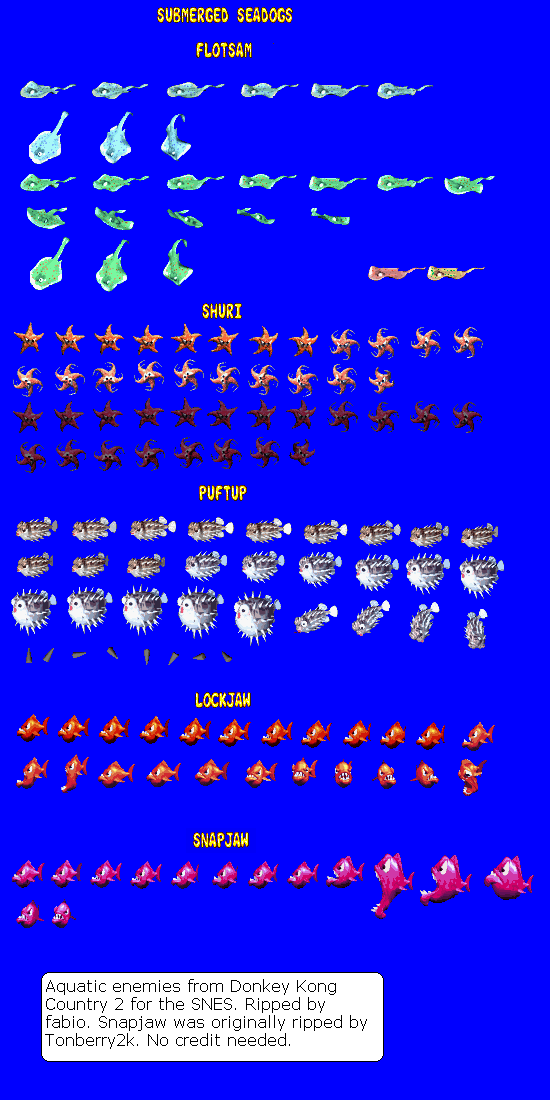 SUBMERGED SEADOGS
FLOTSAM
SHURI
PUFTUP
LOCKJAW
SNAPJAW
Aquatic enemies from Donkey Kong
Country 2 for the SNES. Ripped by
fabio. Snapjaw was originally ripped by
Tonberry2k. No credit needed.